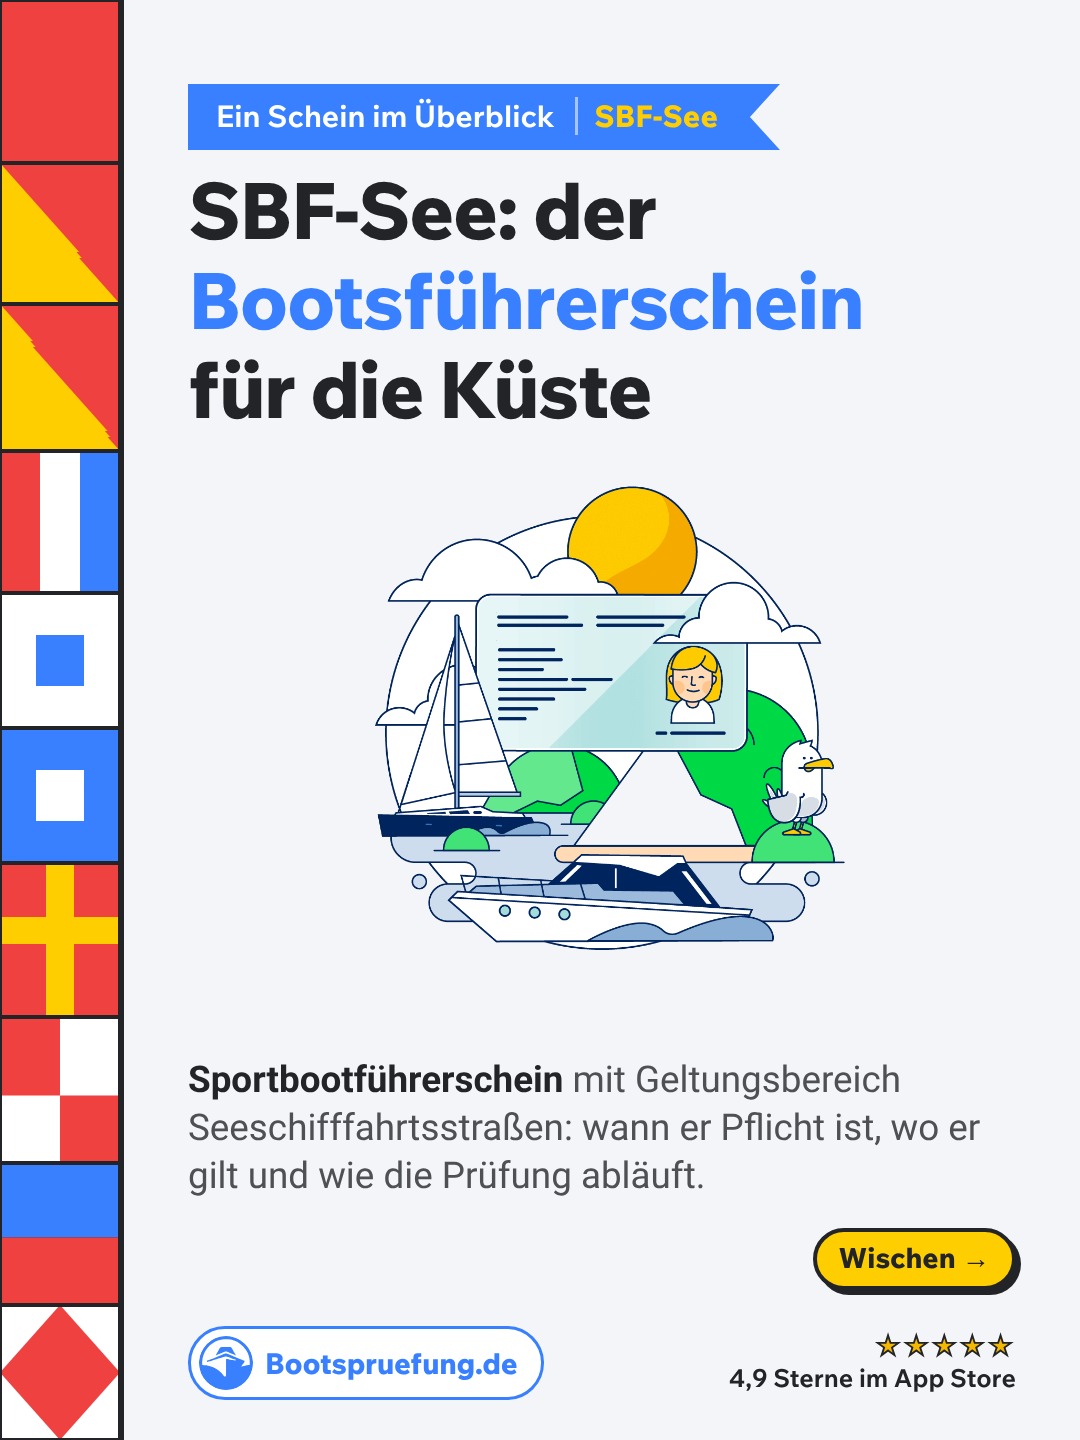 Ein Schein im Überblick | SBF-See
SBF-See: der
Bootsführerschein
für die Küste
Sportbootführerschein mit Geltungsbereich
Seeschifffahrtsstraßen: wann er Pflicht ist, wo er
gilt und wie die Prüfung abläuft.
Wischen →
Bootspruefung.de
★★★★★
4,9 Sterne im App Store